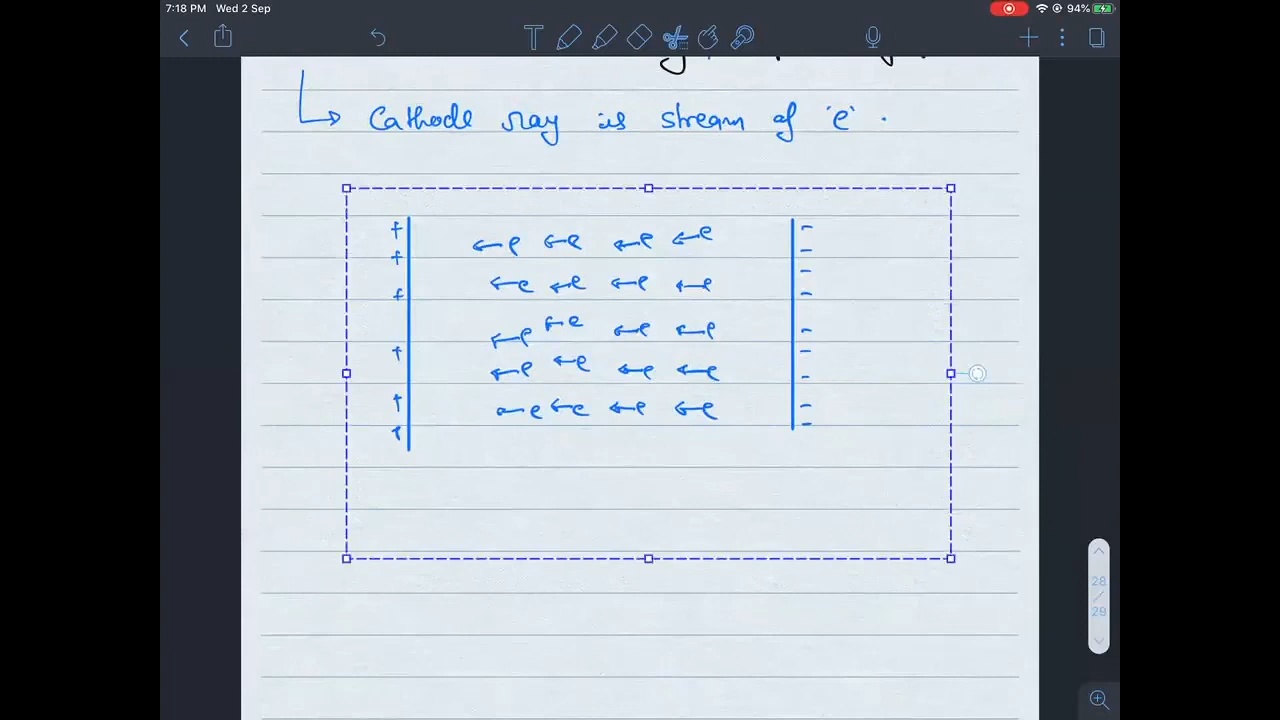 7:18 PM Wed 2 Sep
94%
T
↳ Cathode ray is stream of 'e'.
+ ←e ←e ←e ←e -
+ -
-
+ ←e ←e ←e ←e -
←e ←e ←e ←e -
+ -
←e ←e ←e ←e -
+ ←e ←e ←e ←e -
+ -
28
/
29